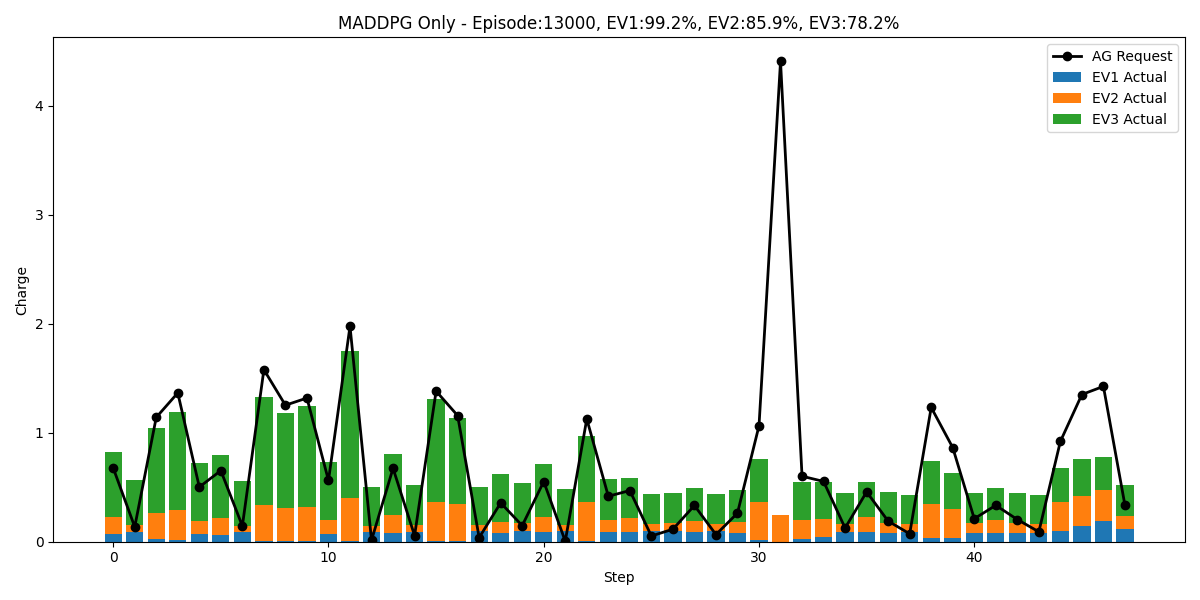 MADDPG Only - Episode:13000, EV1:99.2%, EV2:85.9%, EV3:78.2%
AG Request
EV1 Actual
EV2 Actual
EV3 Actual
Charge
4
3
2
1
0
0 10 20 30 40
Step